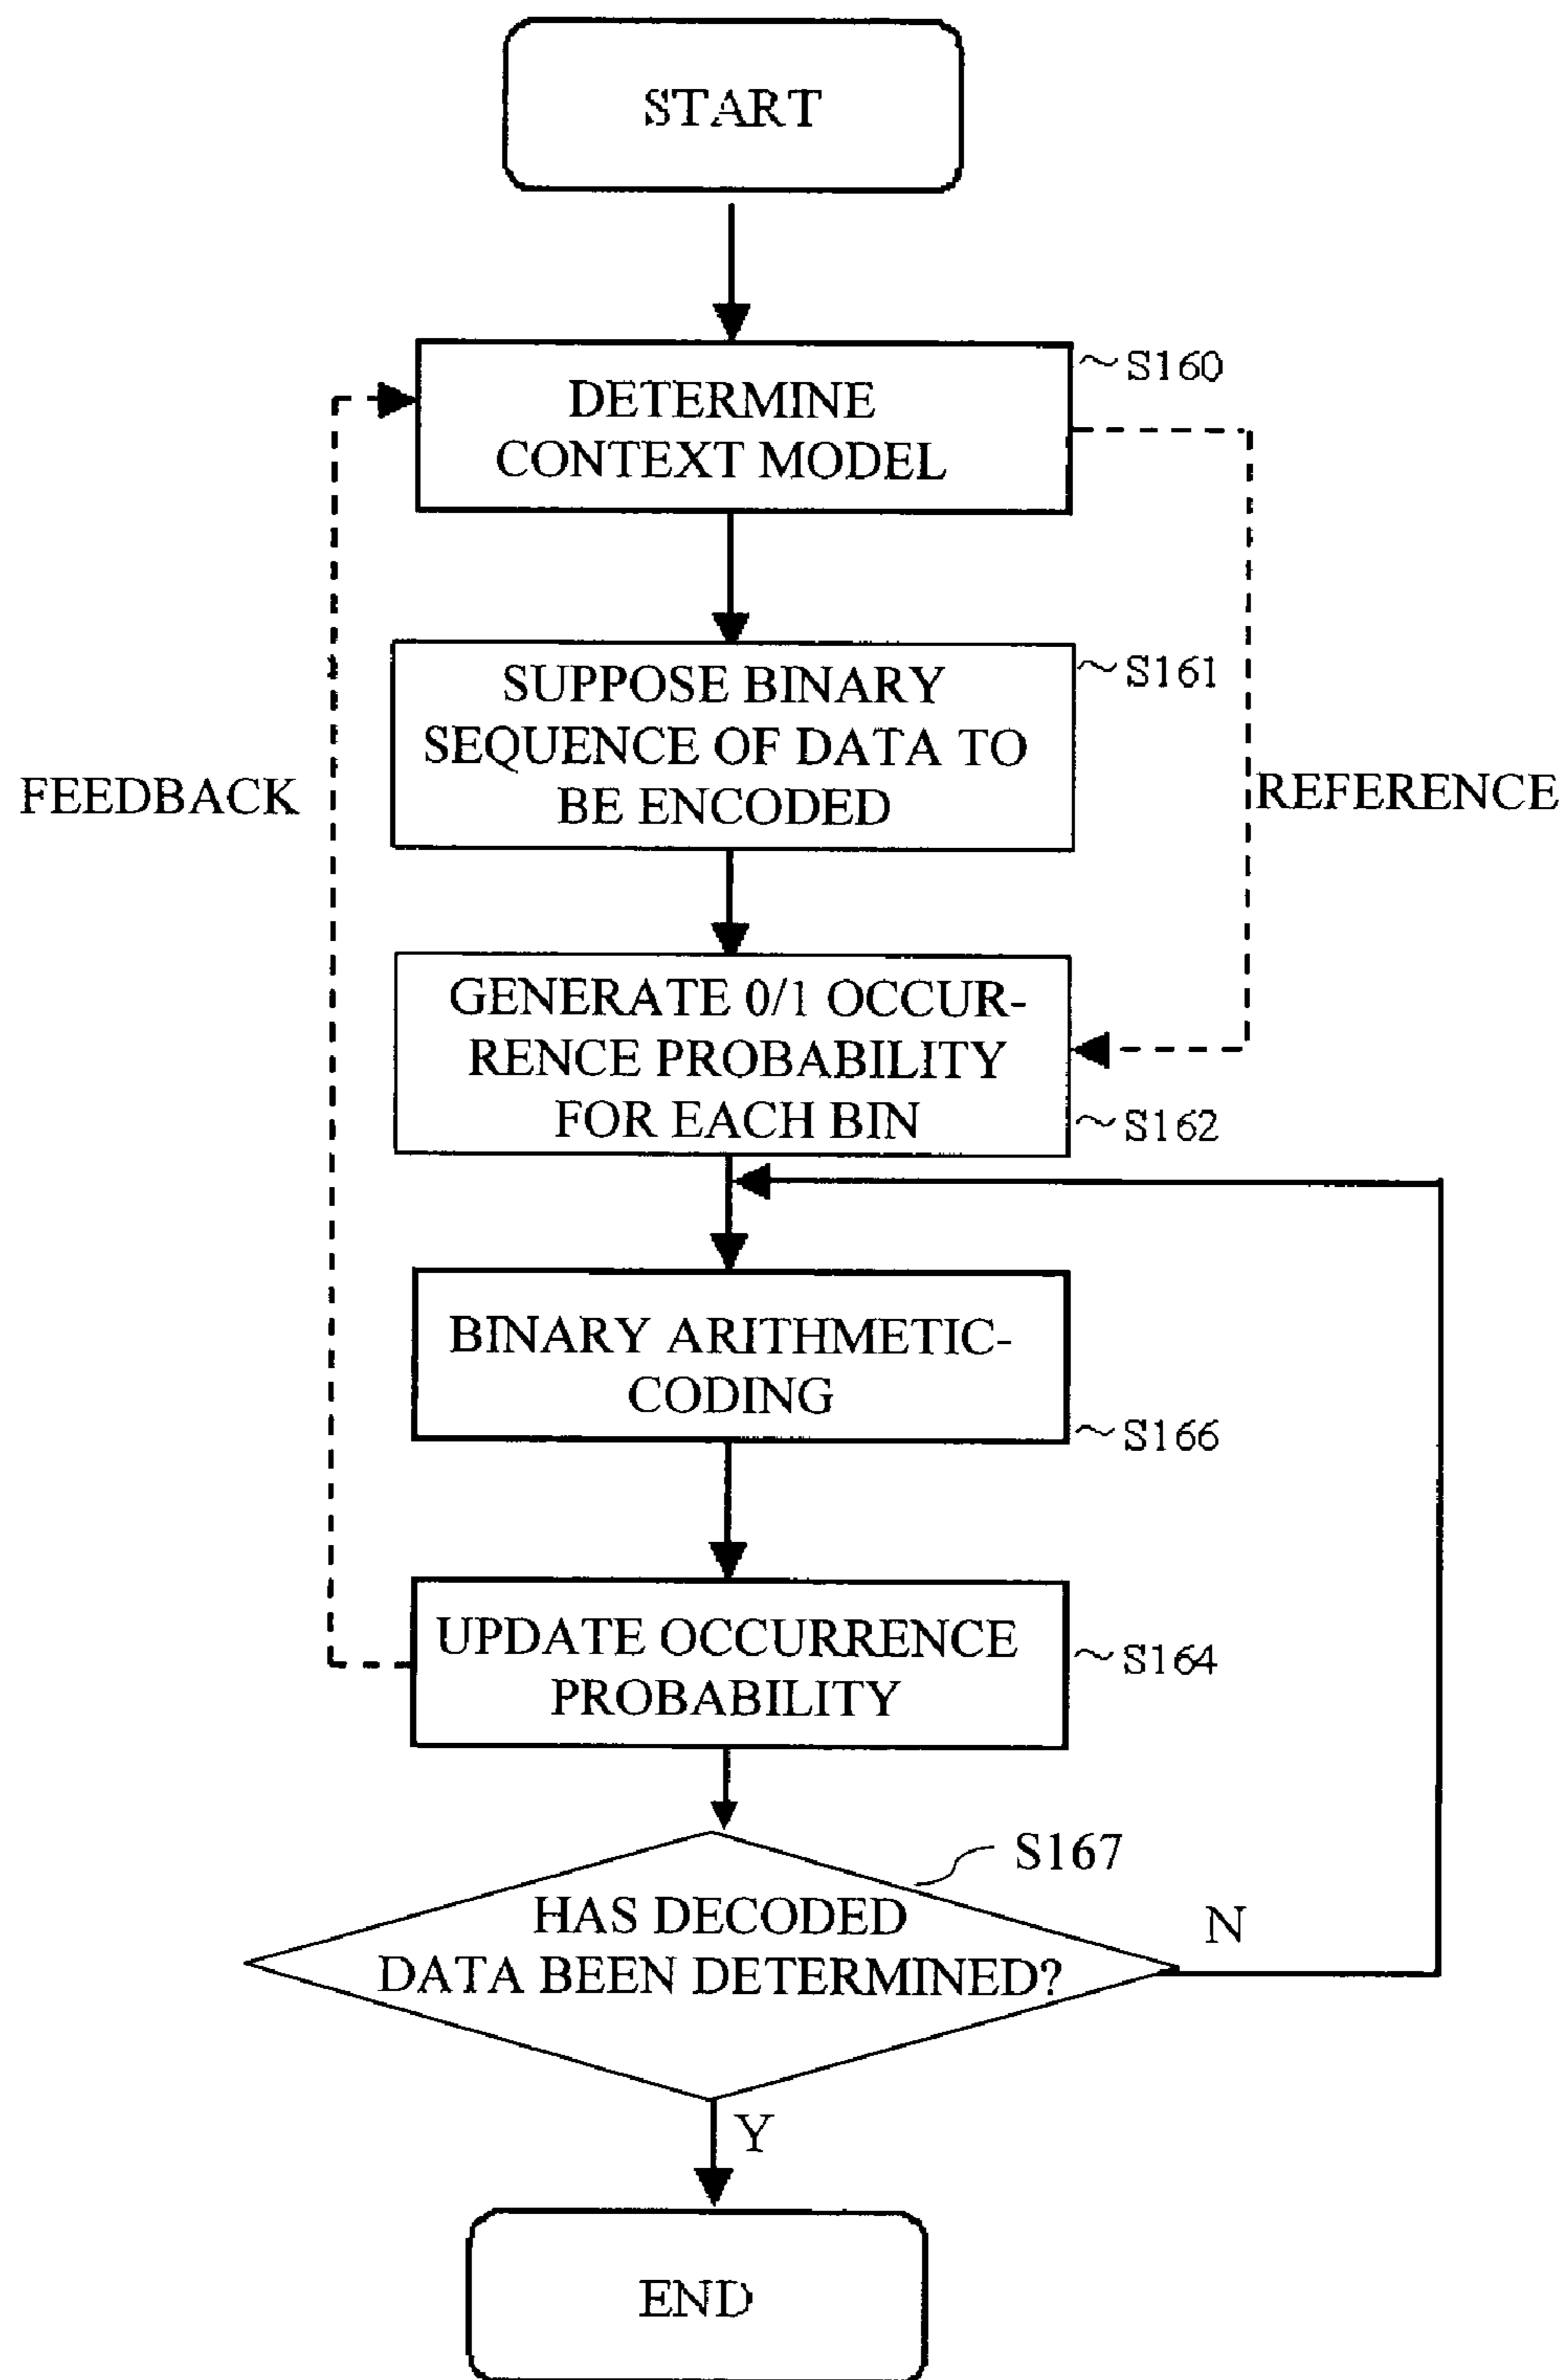 START
DETERMINE
CONTEXT MODEL
~S160
SUPPOSE BINARY
SEQUENCE OF DATA TO
BE ENCODED
~S161
FEEDBACK
REFERENCE
GENERATE 0/1 OCCUR-
RENCE PROBABILITY
FOR EACH BIN
~S162
BINARY ARITHMETIC-
CODING
~S166
UPDATE OCCURRENCE
PROBABILITY
~S164
S167
HAS DECODED
DATA BEEN DETERMINED?
N
Y
END